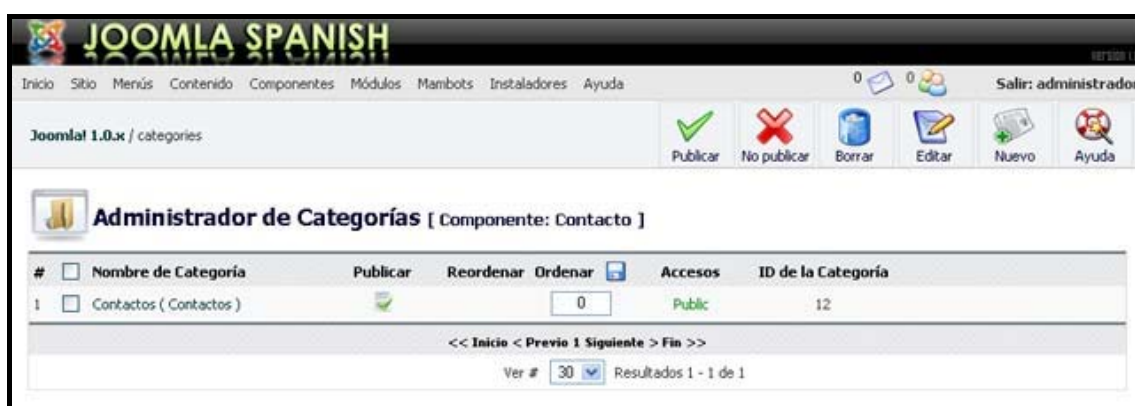 JOOMLA SPANISH
Inicio Sitio Menús Contenido Componentes Módulos Mambots Instaladores Ayuda 0 0 Salir: administrador
Joomla! 1.0.x / categories
Publicar No publicar Borrar Editar Nuevo Ayuda
Administrador de Categorías [ Componente: Contacto ]
# Nombre de Categoría Publicar Reordenar Ordenar Accesos ID de la Categoría
1 Contactos ( Contactos ) 0 Public 12
<< Inicio < Previo 1 Siguiente > Fin >>
Ver # 30 Resultados 1 - 1 de 1